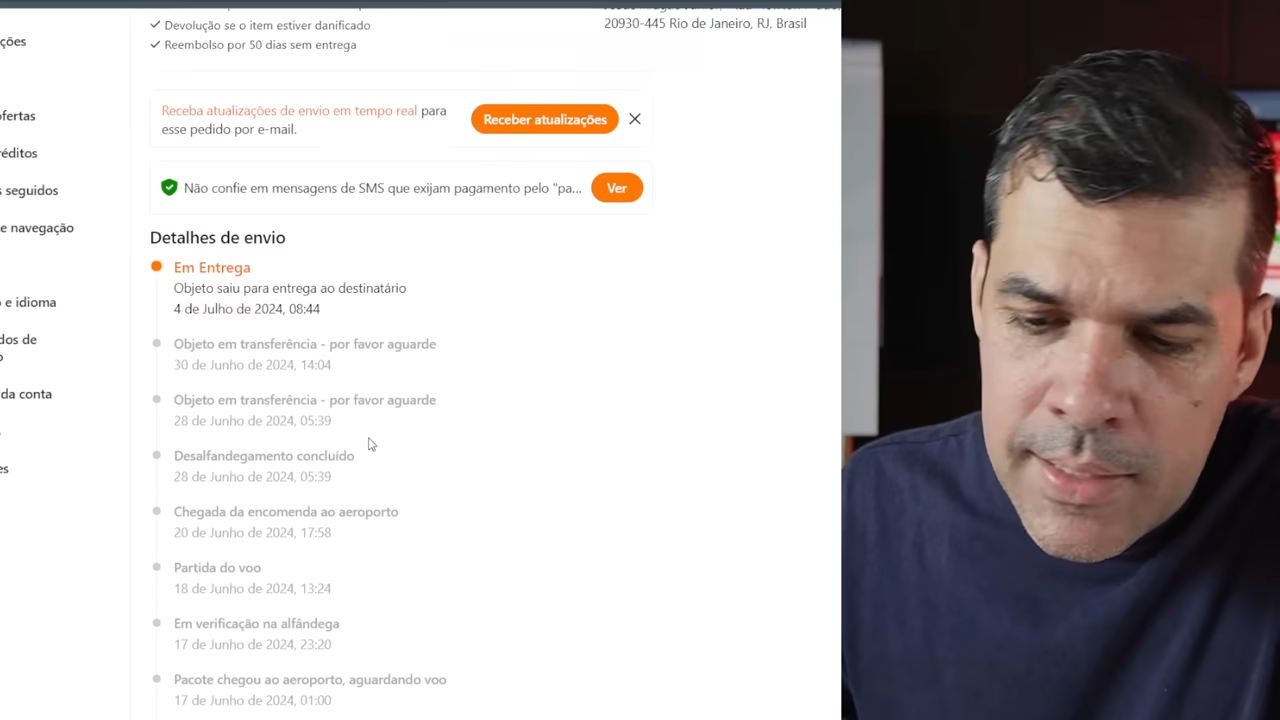 ções
ofertas
réditos
s seguidos
e navegação
o e idioma
dos de
o
da conta
es
Devolução se o item estiver danificado
Reembolso por 50 dias sem entrega
20930-445 Rio de Janeiro, RJ, Brasil
Receba atualizações de envio em tempo real para
esse pedido por e-mail.
Receber atualizações
Não confie em mensagens de SMS que exijam pagamento pelo "pa...
Ver
Detalhes de envio
Em Entrega
Objeto saiu para entrega ao destinatário
4 de Julho de 2024, 08:44
Objeto em transferência - por favor aguarde
30 de Junho de 2024, 14:04
Objeto em transferência - por favor aguarde
28 de Junho de 2024, 05:39
Desalfandegamento concluído
28 de Junho de 2024, 05:39
Chegada da encomenda ao aeroporto
20 de Junho de 2024, 17:58
Partida do voo
18 de Junho de 2024, 13:24
Em verificação na alfândega
17 de Junho de 2024, 23:20
Pacote chegou ao aeroporto, aguardando voo
17 de Junho de 2024, 01:00